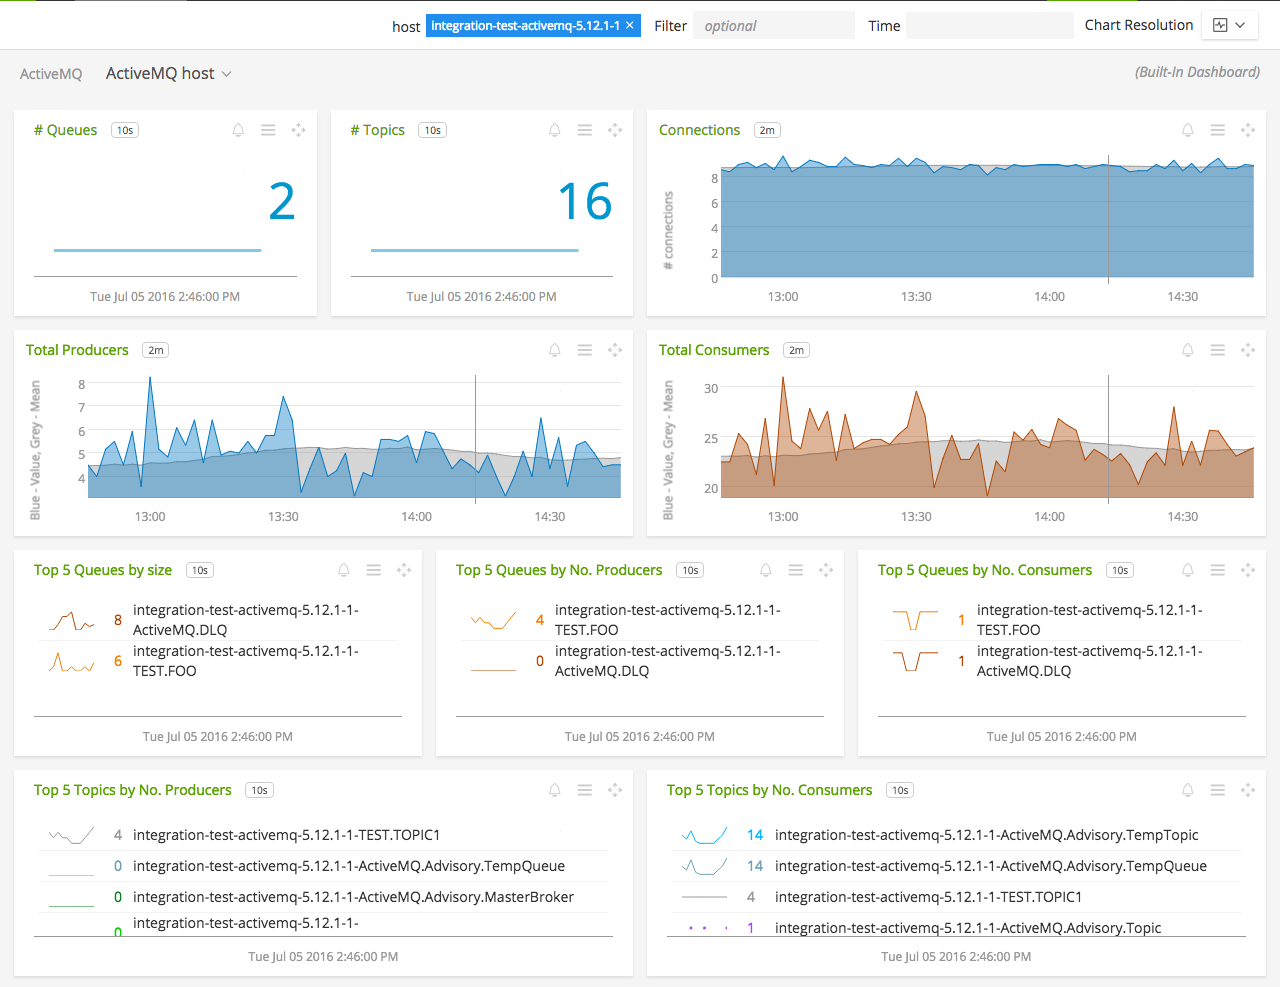 host integration-test-activemq-5.12.1-1 × Filter optional Time Chart Resolution
ActiveMQ ActiveMQ host (Built-In Dashboard)
# Queues 10s
2
Tue Jul 05 2016 2:46:00 PM
# Topics 10s
16
Tue Jul 05 2016 2:46:00 PM
Connections 2m
# connections
8
6
4
2
0
13:00 13:30 14:00 14:30
Total Producers 2m
Blue - Value, Grey - Mean
8
7
6
5
4
13:00 13:30 14:00 14:30
Total Consumers 2m
Blue - Value, Grey - Mean
30
25
20
13:00 13:30 14:00 14:30
Top 5 Queues by size 10s
8 integration-test-activemq-5.12.1-1-
ActiveMQ.DLQ
6 integration-test-activemq-5.12.1-1-
TEST.FOO
Tue Jul 05 2016 2:46:00 PM
Top 5 Queues by No. Producers 10s
4 integration-test-activemq-5.12.1-1-
TEST.FOO
0 integration-test-activemq-5.12.1-1-
ActiveMQ.DLQ
Tue Jul 05 2016 2:46:00 PM
Top 5 Queues by No. Consumers 10s
1 integration-test-activemq-5.12.1-1-
TEST.FOO
1 integration-test-activemq-5.12.1-1-
ActiveMQ.DLQ
Tue Jul 05 2016 2:46:00 PM
Top 5 Topics by No. Producers 10s
4 integration-test-activemq-5.12.1-1-TEST.TOPIC1
0 integration-test-activemq-5.12.1-1-ActiveMQ.Advisory.TempQueue
0 integration-test-activemq-5.12.1-1-ActiveMQ.Advisory.MasterBroker
0 integration-test-activemq-5.12.1-1-
Tue Jul 05 2016 2:46:00 PM
Top 5 Topics by No. Consumers 10s
14 integration-test-activemq-5.12.1-1-ActiveMQ.Advisory.TempTopic
14 integration-test-activemq-5.12.1-1-ActiveMQ.Advisory.TempQueue
4 integration-test-activemq-5.12.1-1-TEST.TOPIC1
1 integration-test-activemq-5.12.1-1-ActiveMQ.Advisory.Topic
Tue Jul 05 2016 2:46:00 PM